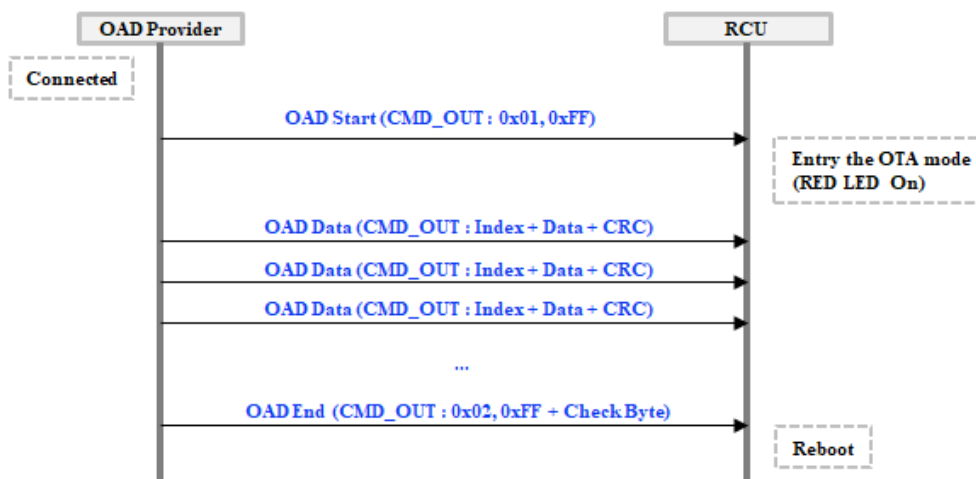 OAD Provider
RCU
Connected
OAD Start (CMD_OUT : 0x01, 0xFF)
Entry the OTA mode
(RED LED On)
OAD Data (CMD_OUT : Index + Data + CRC)
OAD Data (CMD_OUT : Index + Data + CRC)
OAD Data (CMD_OUT : Index + Data + CRC)
...
OAD End (CMD_OUT : 0x02, 0xFF + Check Byte)
Reboot